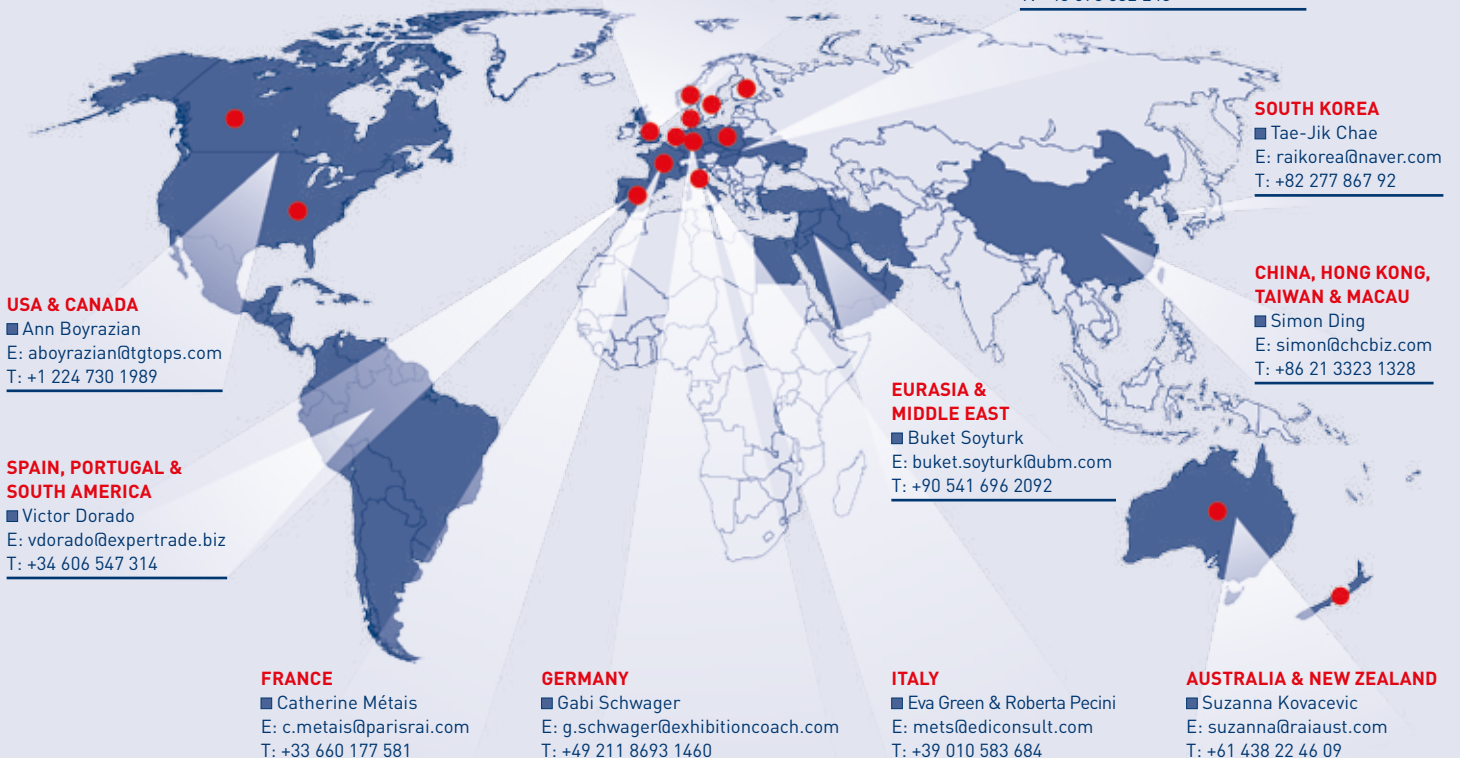 SOUTH KOREA
Tae-Jik Chae
E: raikorea@naver.com
T: +82 277 867 92
CHINA, HONG KONG,
TAIWAN & MACAU
Simon Ding
E: simon@chcbiz.com
T: +86 21 3323 1328
USA & CANADA
Ann Boyrazian
E: aboyrazian@tgtops.com
T: +1 224 730 1989
EURASIA &
MIDDLE EAST
Buket Soyturk
E: buket.soyturk@ubm.com
T: +90 541 696 2092
SPAIN, PORTUGAL &
SOUTH AMERICA
Victor Dorado
E: vdorado@expertrade.biz
T: +34 606 547 314
FRANCE
Catherine Métais
E: c.metais@parisrai.com
T: +33 660 177 581
GERMANY
Gabi Schwager
E: g.schwager@exhibitioncoach.com
T: +49 211 8693 1460
ITALY
Eva Green & Roberta Pecini
E: mets@ediconsult.com
T: +39 010 583 684
AUSTRALIA & NEW ZEALAND
Suzanna Kovacevic
E: suzanna@raiaust.com
T: +61 438 22 46 09